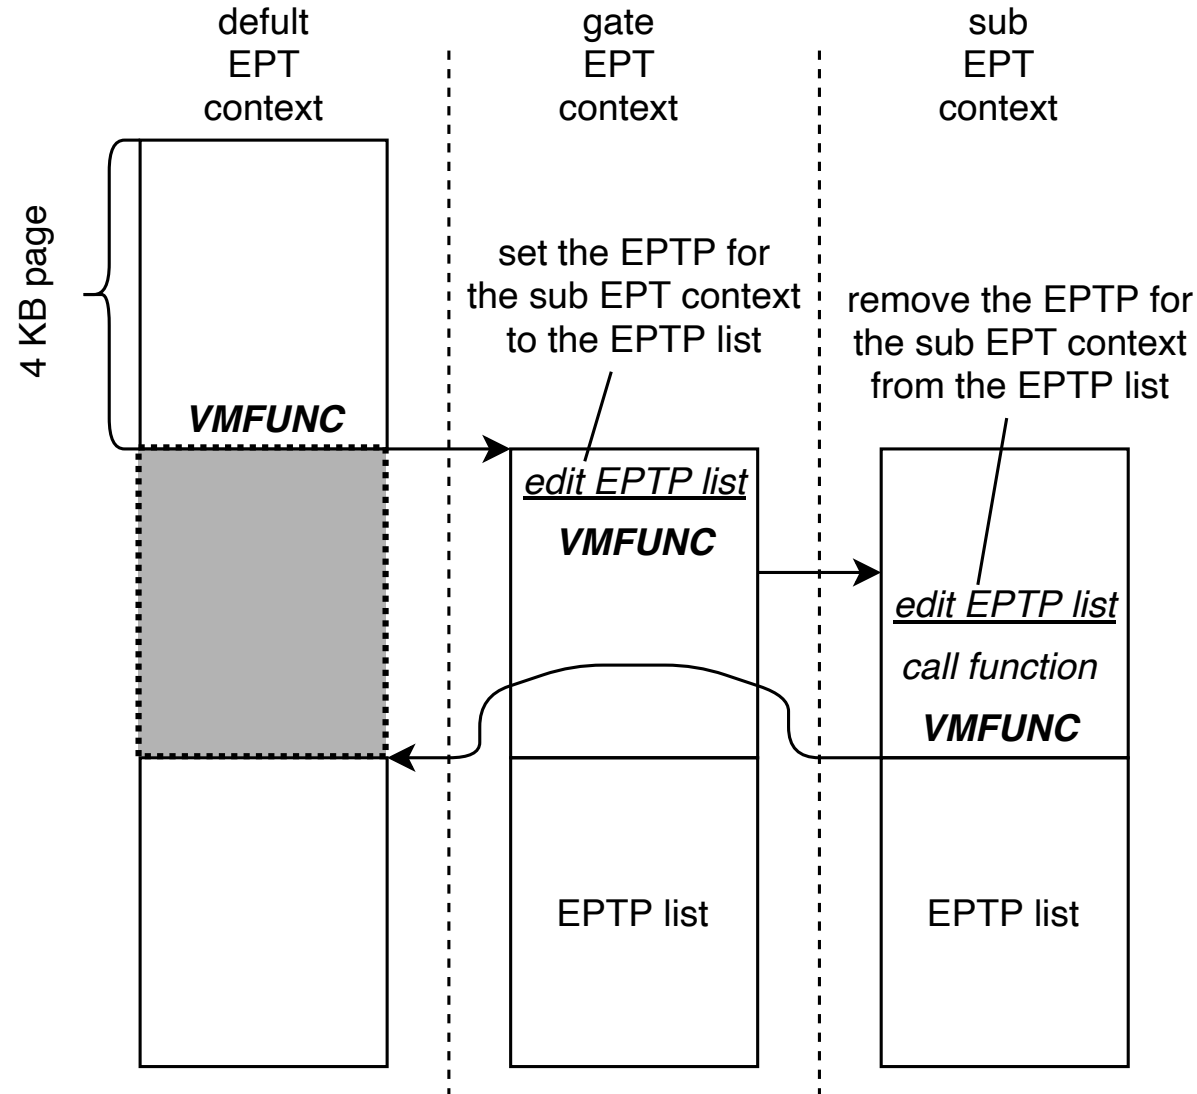 defult
EPT
context
gate
EPT
context
sub
EPT
context
4 KB page
VMFUNC
set the EPTP for
the sub EPT context
to the EPTP list
edit EPTP list
VMFUNC
EPTP list
remove the EPTP for
the sub EPT context
from the EPTP list
edit EPTP list
call function
VMFUNC
EPTP list